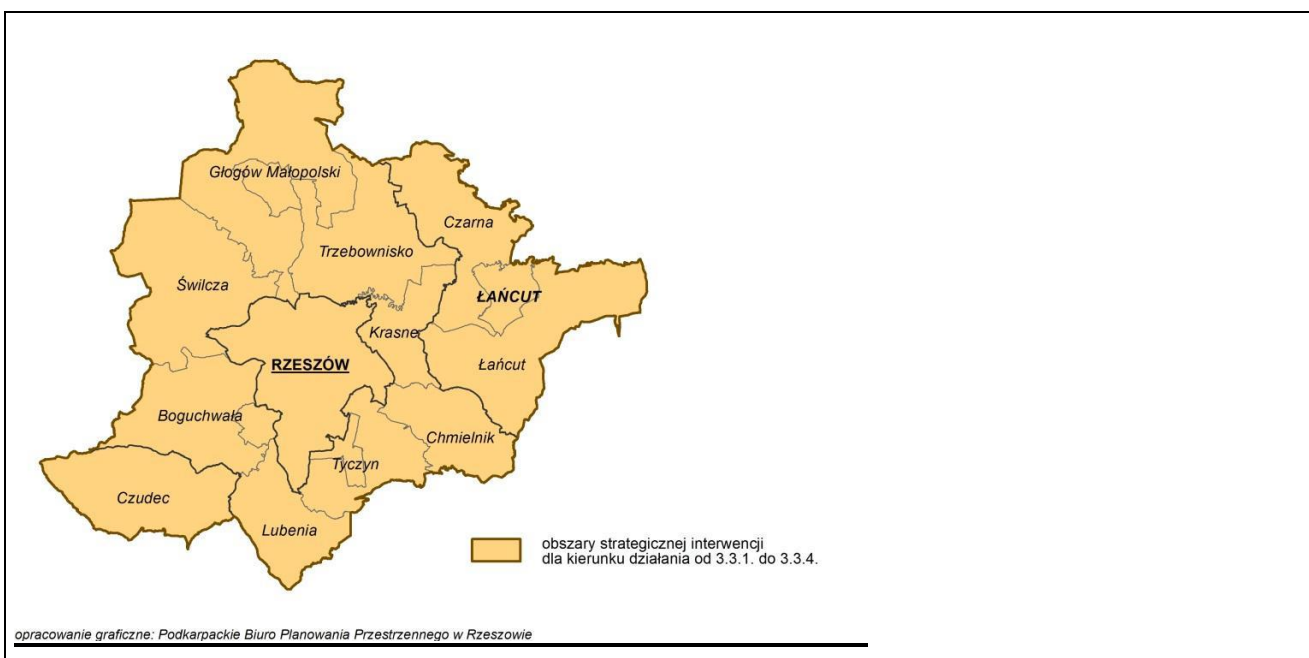 Głogów Małopolski
Czarna
Trzebownisko
Świlcza
ŁAŃCUT
Krasne
RZESZÓW
Łańcut
Boguchwała
Chmielnik
Tyczyn
Czudec
Lubenia
obszary strategicznej interwencji
dla kierunku działania od 3.3.1. do 3.3.4.
opracowanie graficzne: Podkarpackie Biuro Planowania Przestrzennego w Rzeszowie